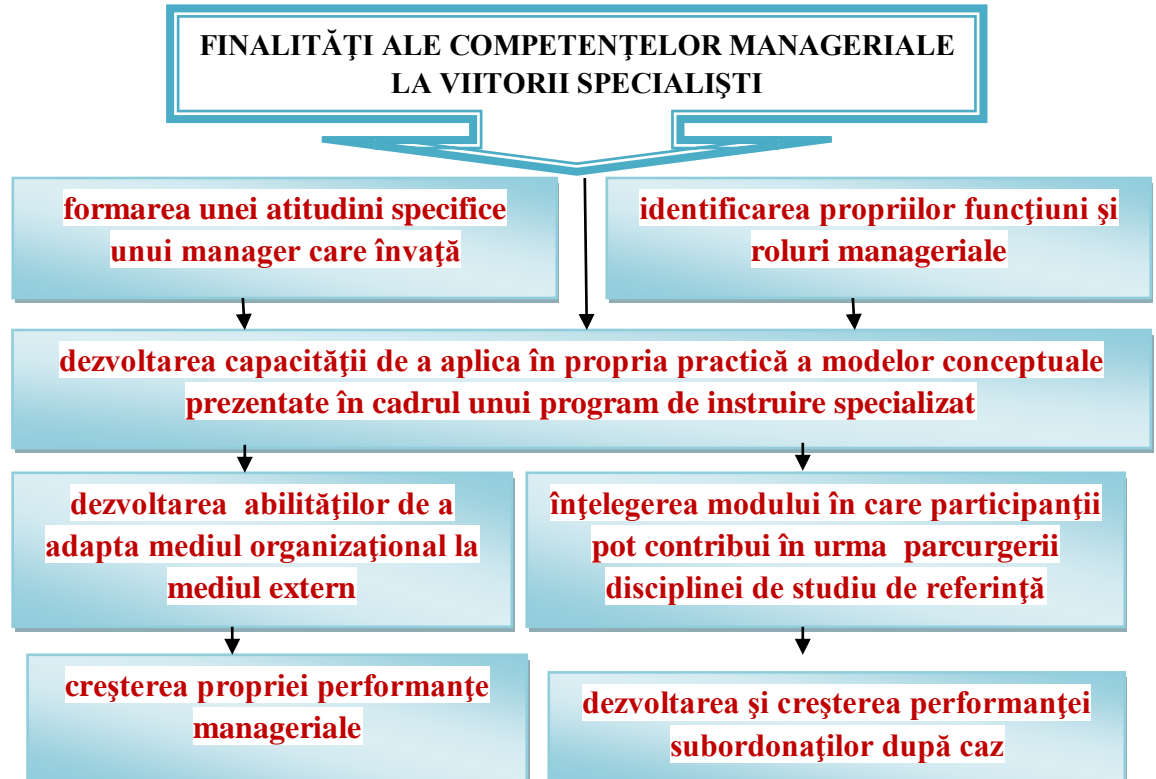 FINALITĂŢI ALE COMPETENŢELOR MANAGERIALE
LA VIITORII SPECIALIŞTI
formarea unei atitudini specifice
unui manager care învaţă
identificarea propriilor funcţiuni şi
roluri manageriale
dezvoltarea capacităţii de a aplica în propria practică a modelor conceptuale
prezentate în cadrul unui program de instruire specializat
dezvoltarea abilităţilor de a
adapta mediul organizaţional la
mediul extern
înţelegerea modului în care participanţii
pot contribui în urma parcurgerii
disciplinei de studiu de referinţă
creşterea propriei performanţe
manageriale
dezvoltarea şi creşterea performanţei
subordonaţilor după caz